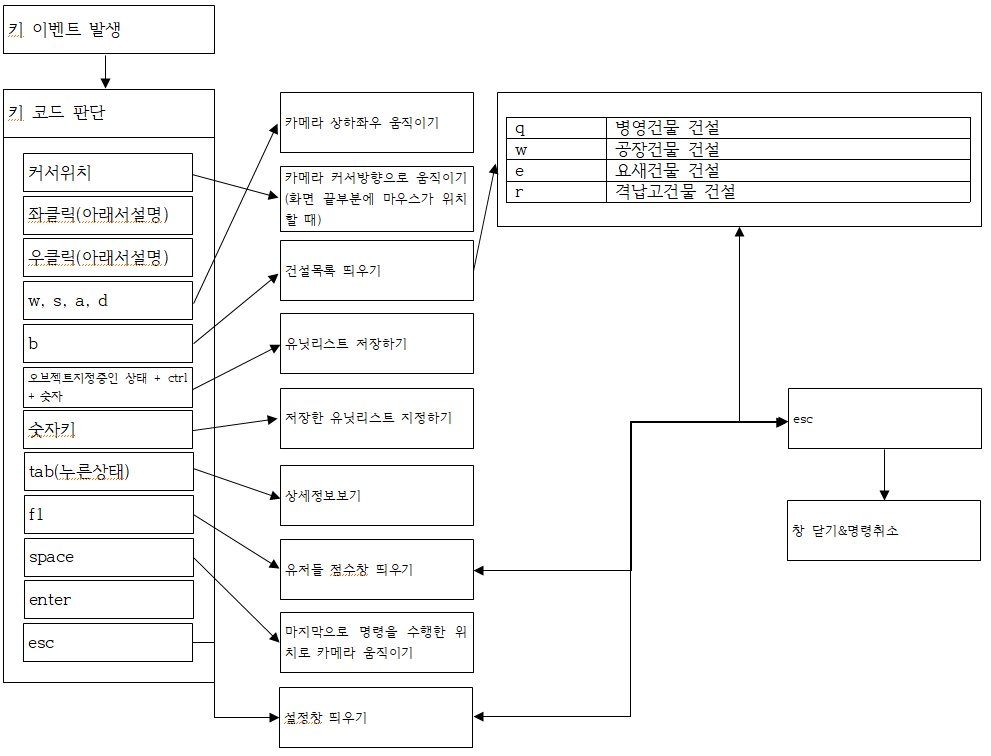 키 이벤트 발생
키 코드 판단
커서위치
좌클릭(아래서설명)
우클릭(아래서설명)
w, s, a, d
b
오브젝트지정중인 상태 + ctrl
+ 숫자
숫자키
tab(누른상태)
f1
space
enter
esc
카메라 상하좌우 움직이기
카메라 커서방향으로 움직이기
(화면 끝부분에 마우스가 위치
할 때)
건설목록 띄우기
유닛리스트 저장하기
저장한 유닛리스트 지정하기
상세정보보기
유저들 점수창 띄우기
마지막으로 명령을 수행한 위
치로 카메라 움직이기
설정창 띄우기
q 병영건물 건설
w 공장건물 건설
e 요새건물 건설
r 격납고건물 건설
esc
창 닫기&명령취소